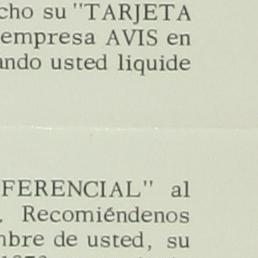 cho su "TARJETA
empresa AVIS en
ando usted liquide
FERENCIAL" al
. Recomiéndenos
mbre de usted, su